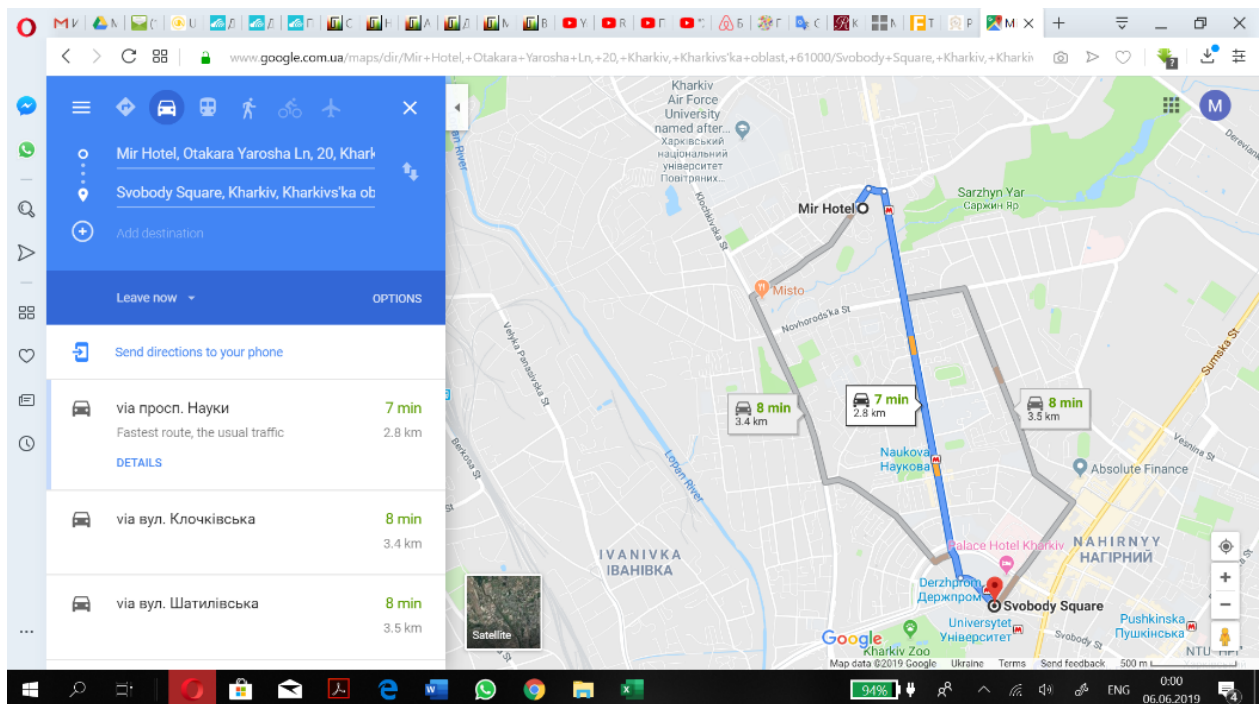 www.google.com.ua/maps/dir/Mir+Hotel,+Otakara+Yarosha+Ln,+20,+Kharkiv,+Kharkivs'ka+oblast,+61000/Svobody+Square,+Kharkiv,+Kharkiv
Mir Hotel, Otakara Yarosha Ln, 20, Khark
Svobody Square, Kharkiv, Kharkivs'ka ob
Add destination
Leave now
OPTIONS
Send directions to your phone
via просп. Науки
7 min
Fastest route, the usual traffic
2.8 km
DETAILS
via вул. Клочківська
8 min
3.4 km
via вул. Шатилівська
8 min
3.5 km
Satellite
Kharkiv
Air Force
University
named after...
Харківський
національний
університет
Повітряних...
M
Derevlans
Lopan River
Klochkivska St
Sarzhyn Yar
Саржин Яр
Mir Hotel
Misto
Novhorods'ka St
Sumska St
Velyka Panasivska St
8 min
3.4 km
7 min
2.8 km
8 min
3.5 km
Naukova
Наукова
Vesnina St
Absolute Finance
Berkosa St
Lopan River
Palace Hotel Kharkiv
NAHIRNYY
НАГІРНИЙ
IVANIVKA
ІВАНІВКА
Derzhprom
Держпром
Svobody Square
Universytet
Університет
Svobody St
Pushkinska
Пушкінська
Google
Kharkiv Zoo
Map data ©2019 Google
Ukraine
Terms
Send feedback
500 m
94%
ENG
0:00
06.06.2019
4